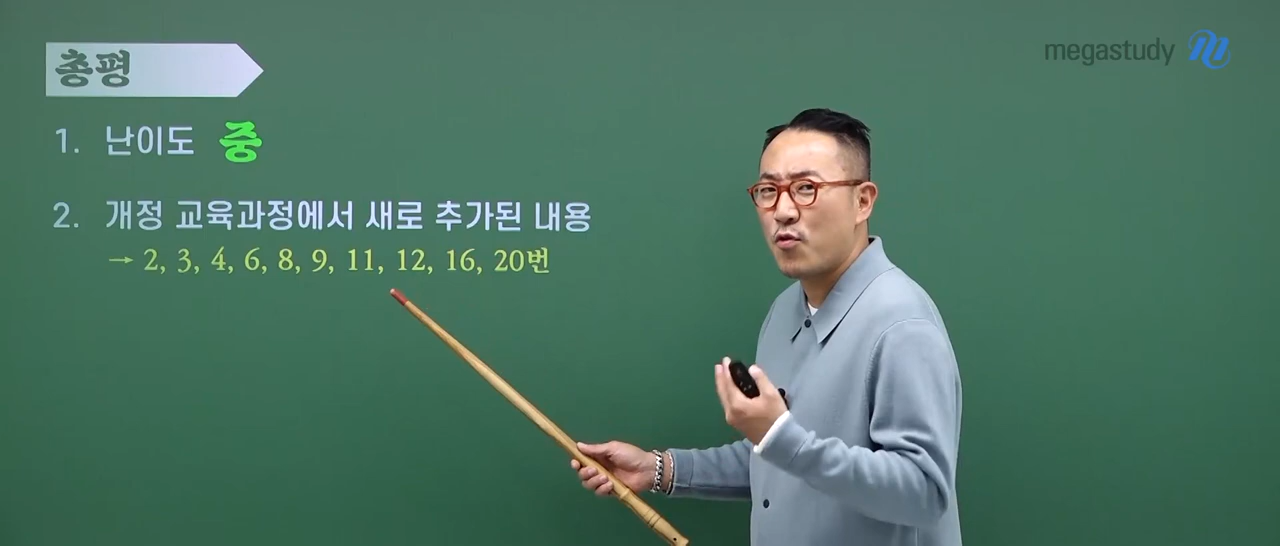 megastudy
총평
1. 난이도 중
2. 개정 교육과정에서 새로 추가된 내용
→ 2, 3, 4, 6, 8, 9, 11, 12, 16, 20번